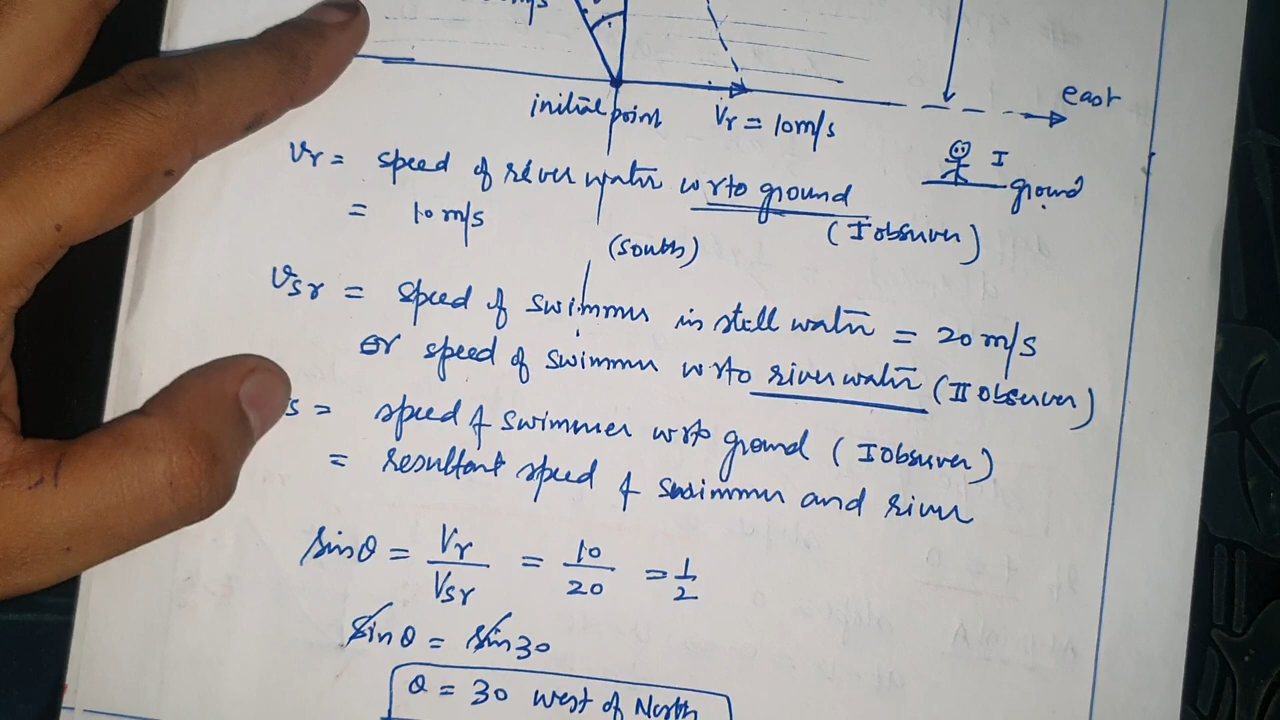 m/s
east
initial point
Vr = 10m/s
I
ground
Vr = speed of river water w r to ground
= 10 m/s
(I observer)
(South)
Vsr = speed of swimmer in still water = 20 m/s
or speed of swimmer w r to river water (II observer)
s = speed of swimmer w r to ground (I observer)
= resultant speed of swimmer and river
sinθ = Vr/Vsr = 10/20 = 1/2
sinθ = sin30
θ = 30 west of North